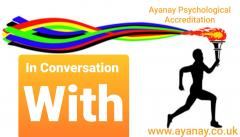 Ayanay Psychological
Accreditation
In Conversation
With
www.ayanay.co.uk